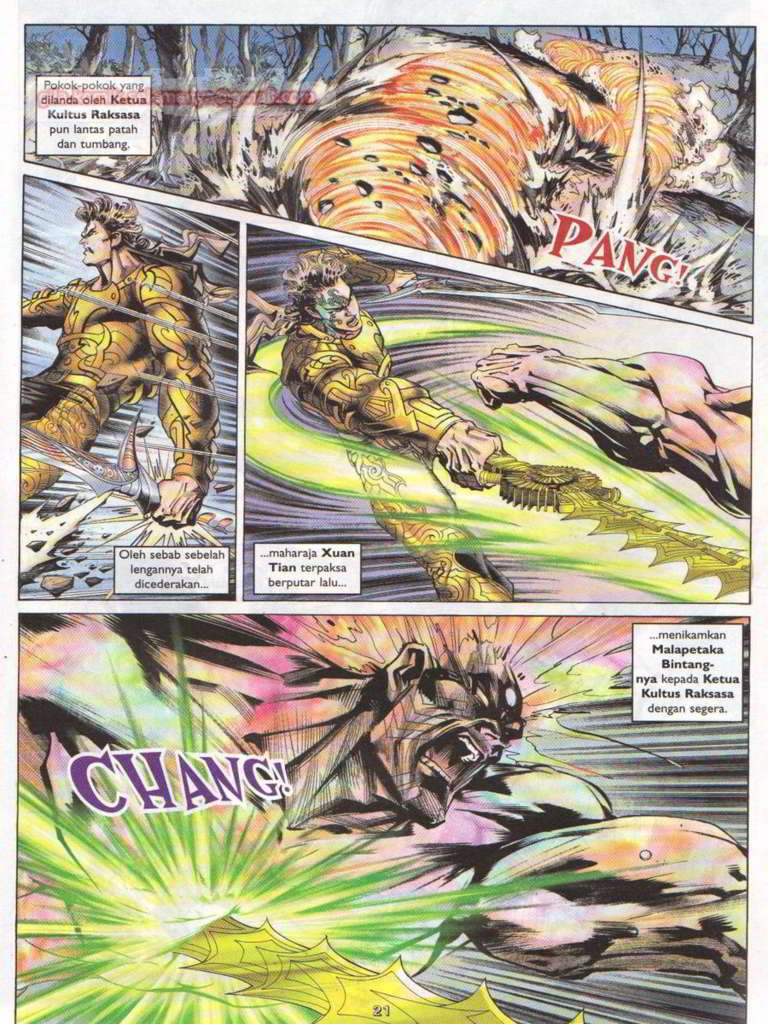 Pokok-pokok yang
dilanda oleh Ketua
Kultus Raksasa
pun lantas patah
dan tumbang.
PANG!
Oleh sebab sebelah
lengannya telah
dicederakan...
...maharaja Xuan
Tian terpaksa
berputar lalu...
...menikamkan
Malapetaka
Bintang-
nya kepada Ketua
Kultus Raksasa
dengan segera.
CHANG!
21